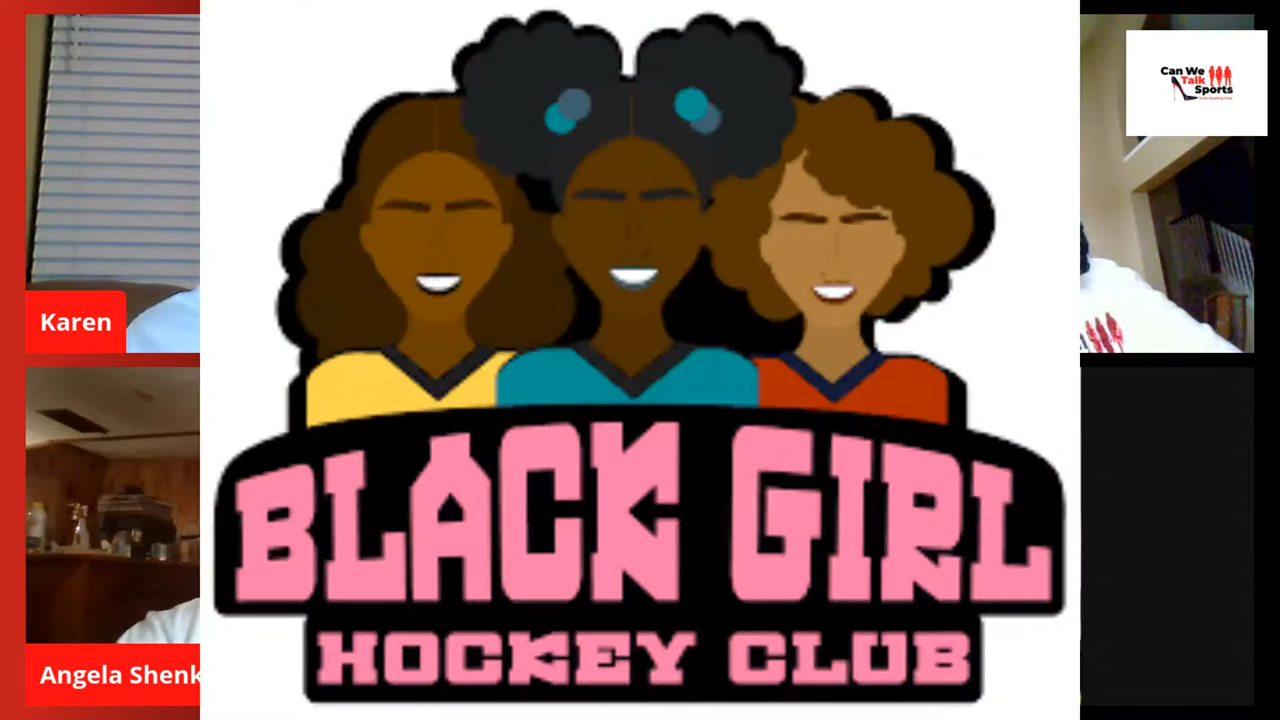 Can We
Talk
Sports
Karen
BLACK GIRL
HOCKEY CLUB
Angela Shenk